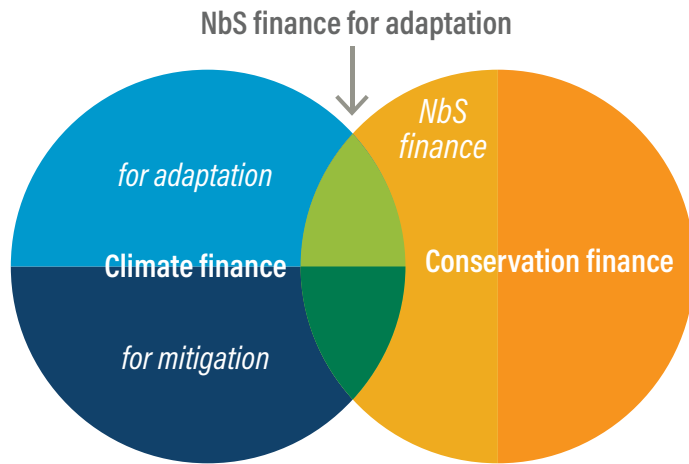 NbS finance for adaptation
NbS
finance
for adaptation
Climate finance
Conservation finance
for mitigation